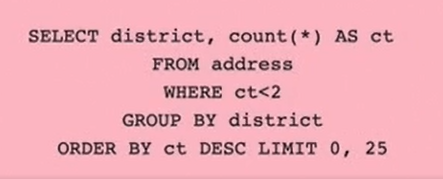 SELECT district, count(*) AS ct
FROM address
WHERE ct<2
GROUP BY district
ORDER BY ct DESC LIMIT 0, 25